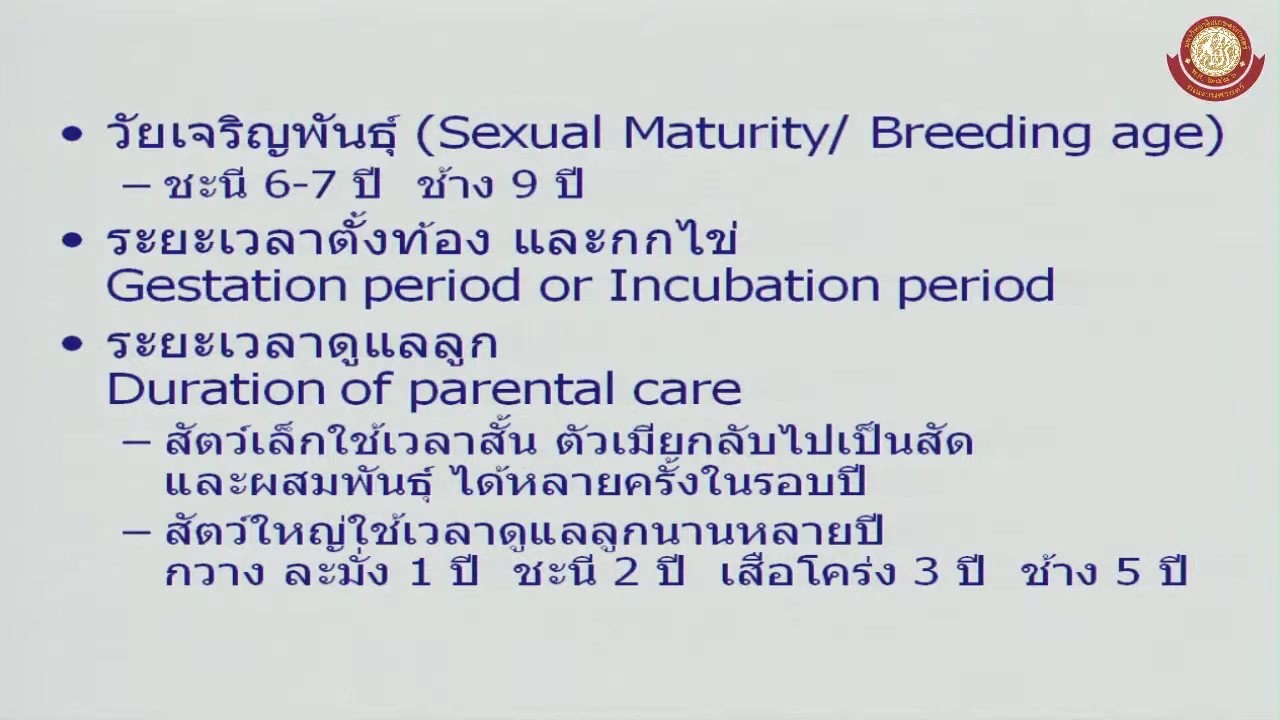 • วัยเจริญพันธุ์ (Sexual Maturity/ Breeding age)
– ชะนี 6-7 ปี ช้าง 9 ปี
• ระยะเวลาตั้งท้อง และกกไข่
Gestation period or Incubation period
• ระยะเวลาดูแลลูก
Duration of parental care
– สัตว์เล็กใช้เวลาสั้น ตัวเมียกลับไปเป็นสัด
และผสมพันธุ์ ได้หลายครั้งในรอบปี
– สัตว์ใหญ่ใช้เวลาดูแลลูกนานหลายปี
กวาง ละมั่ง 1 ปี ชะนี 2 ปี เสือโคร่ง 3 ปี ช้าง 5 ปี